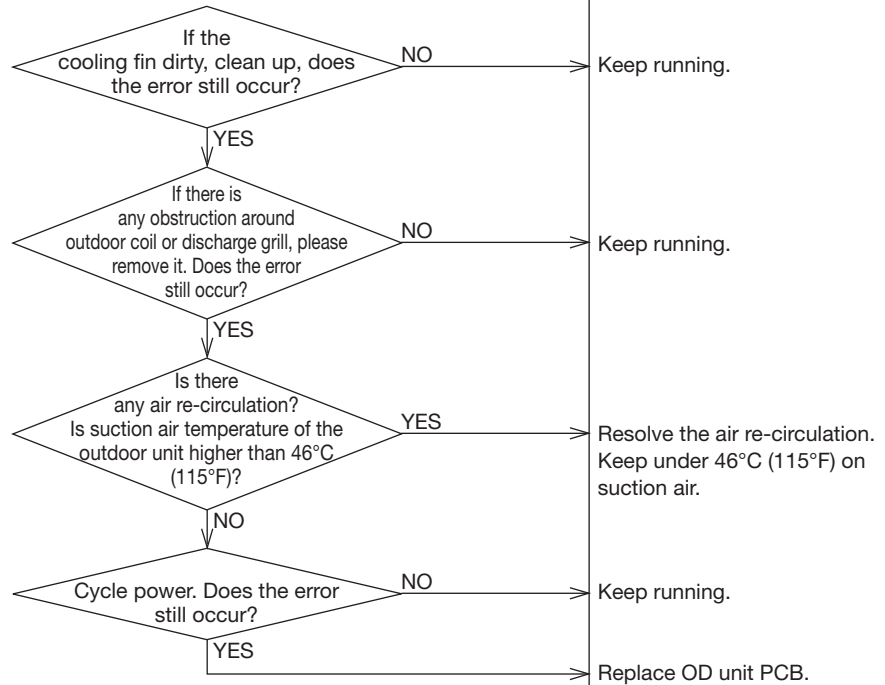 If the
cooling fin dirty, clean up, does
the error still occur?
NO
Keep running.
YES
If there is
any obstruction around
outdoor coil or discharge grill, please
remove it. Does the error
still occur?
NO
Keep running.
YES
Is there
any air re-circulation?
Is suction air temperature of the
outdoor unit higher than 46°C
(115°F)?
YES
Resolve the air re-circulation.
Keep under 46°C (115°F) on
suction air.
NO
Cycle power. Does the error
still occur?
NO
Keep running.
YES
Replace OD unit PCB.